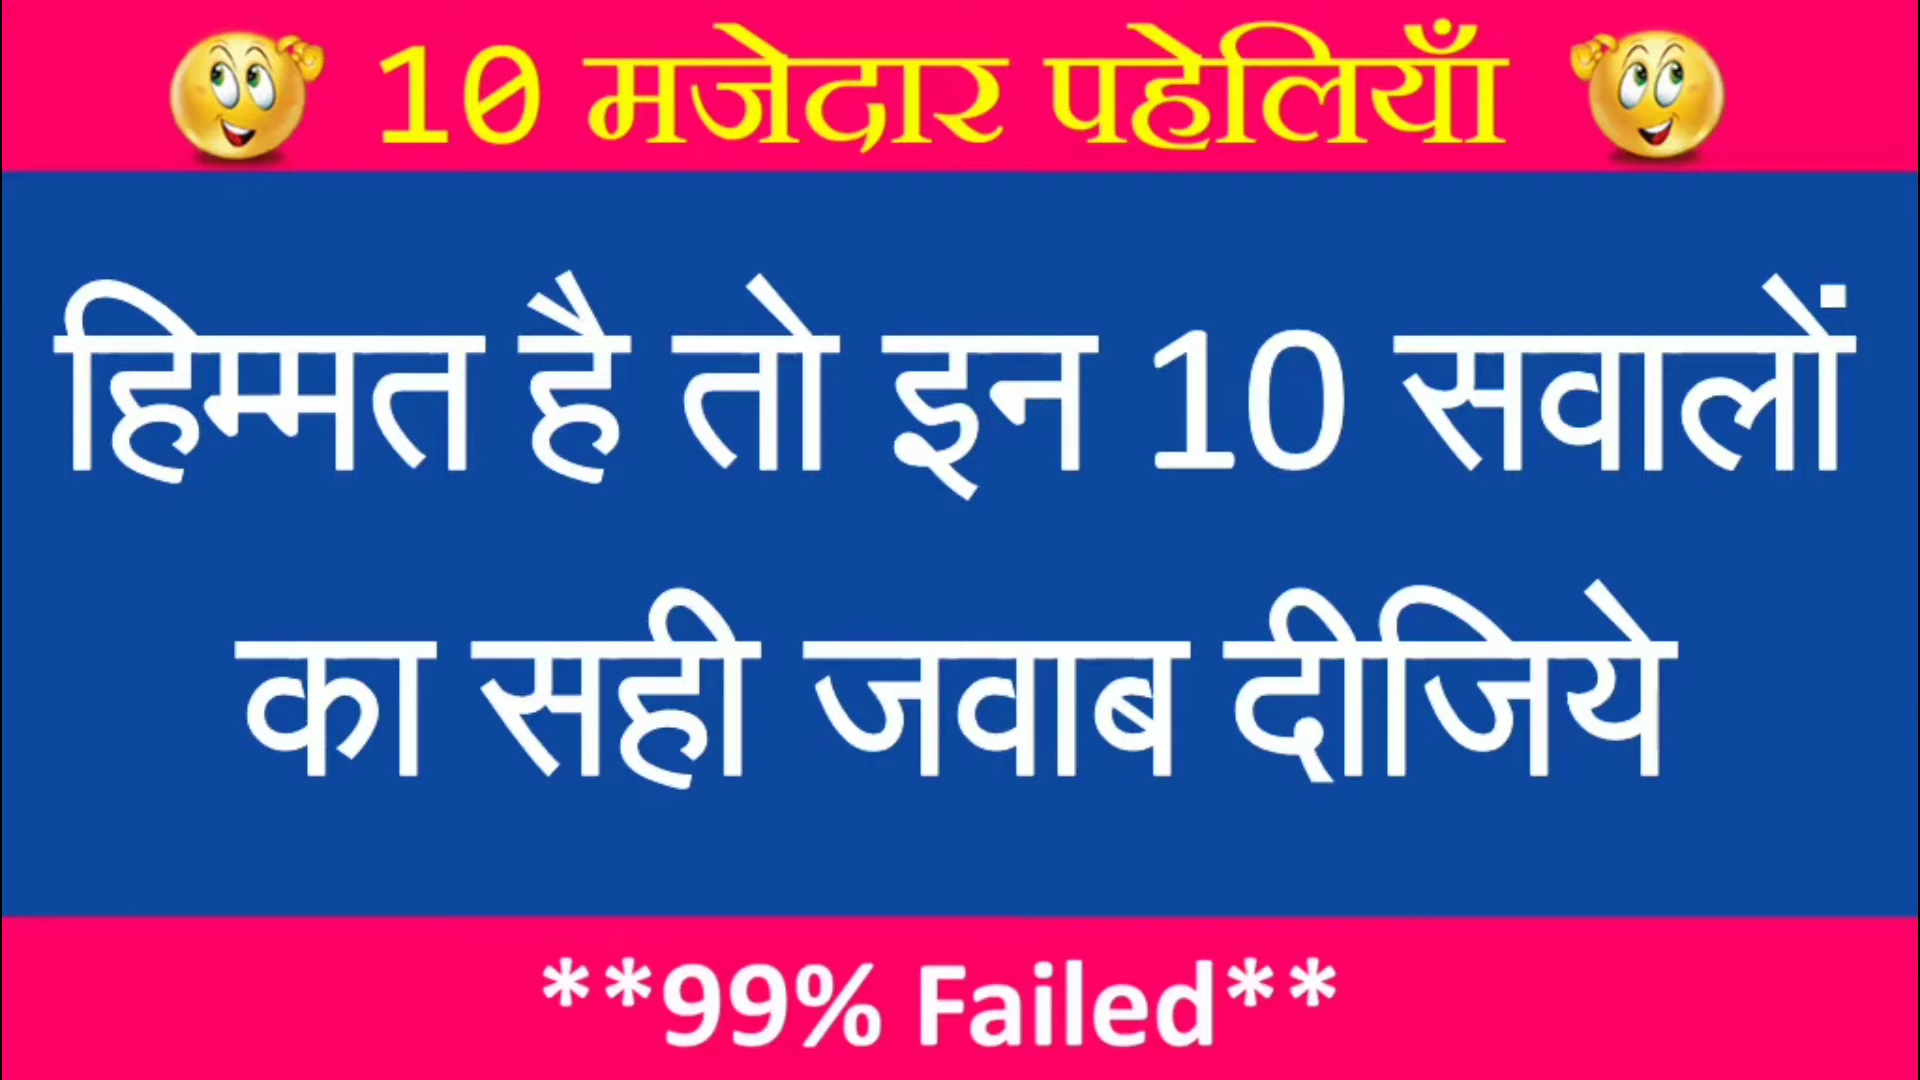 10 मजेदार पहेलियाँ
हिम्मत है तो इन 10 सवालों
का सही जवाब दीजिये
**99% Failed**